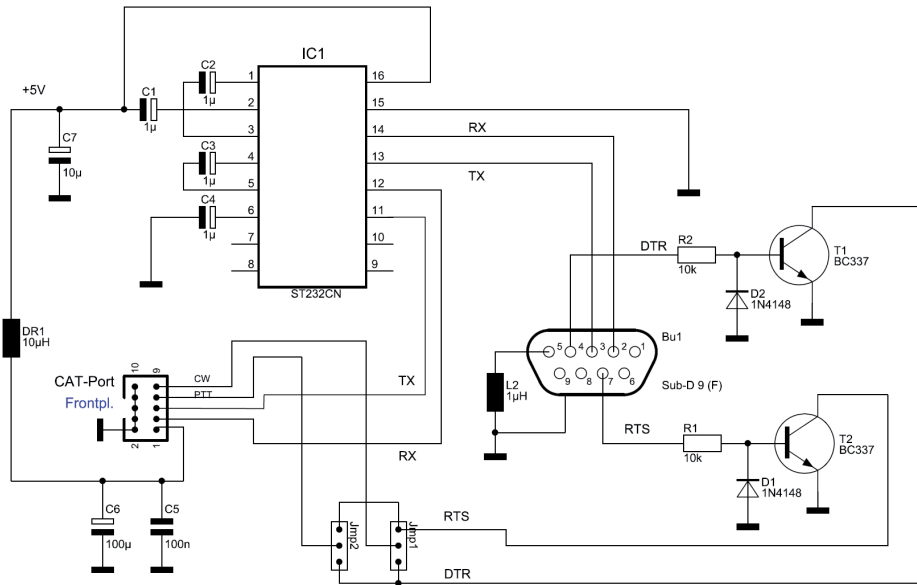 IC1
C2
1µ
1
16
+5V
C1
1µ
2
15
3
14
RX
C7
10µ
C3
1µ
4
13
TX
5
12
C4
1µ
6
11
7
10
8
9
ST232CN
DTR
R2
10k
T1
BC337
D2
1N4148
DR1
10µH
Bu1
5
4
3
2
1
9
8
7
6
Sub-D 9 (F)
L2
1µH
CAT-Port
Frontpl.
10
9
CW
PTT
TX
2
1
RX
RTS
R1
10k
T2
BC337
D1
1N4148
C6
100µ
C5
100n
Jmp2
Jmp1
RTS
DTR